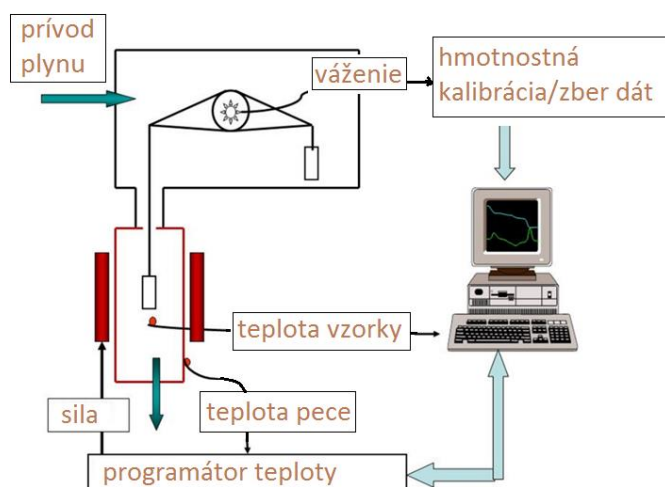 prívod
plynu
váženie
hmotnostná
kalibrácia/zber dát
teplota vzorky
teplota pece
sila
programátor teploty